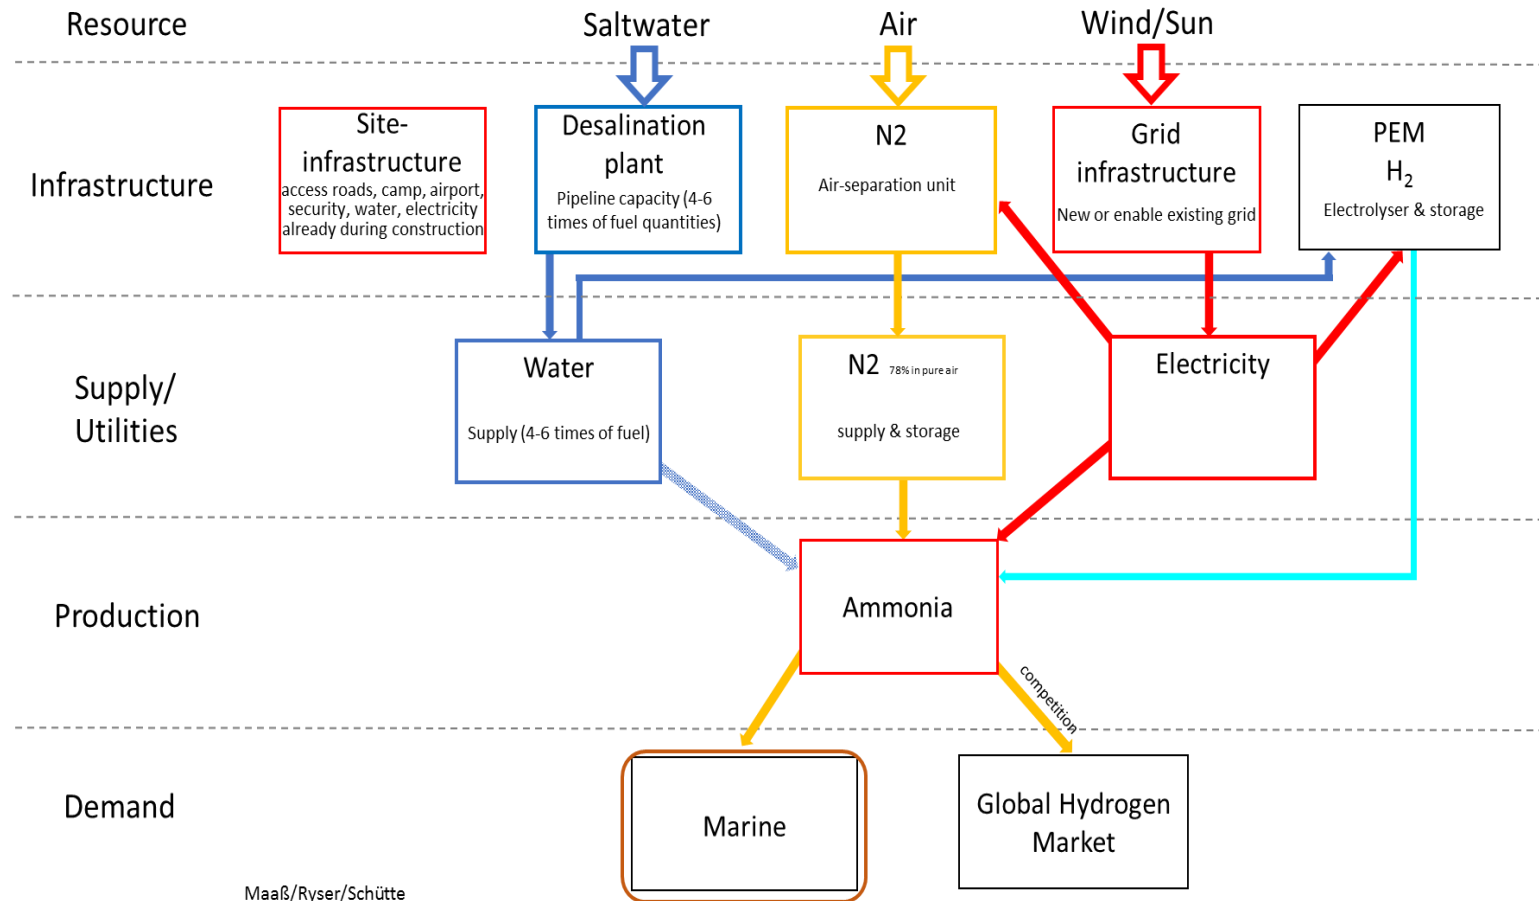 Resource
Saltwater
Air
Wind/Sun
Infrastructure
Site-
infrastructure
access roads, camp, airport,
security, water, electricity
already during construction
Desalination
plant
Pipeline capacity (4-6
times of fuel quantities)
N2
Air-separation unit
Grid
infrastructure
New or enable existing grid
PEM
H₂
Electrolyser & storage
Supply/
Utilities
Water
Supply (4-6 times of fuel)
N2 78% in pure air
supply & storage
Electricity
Production
Ammonia
competition
Demand
Marine
Global Hydrogen
Market
Maaß/Ryser/Schütte